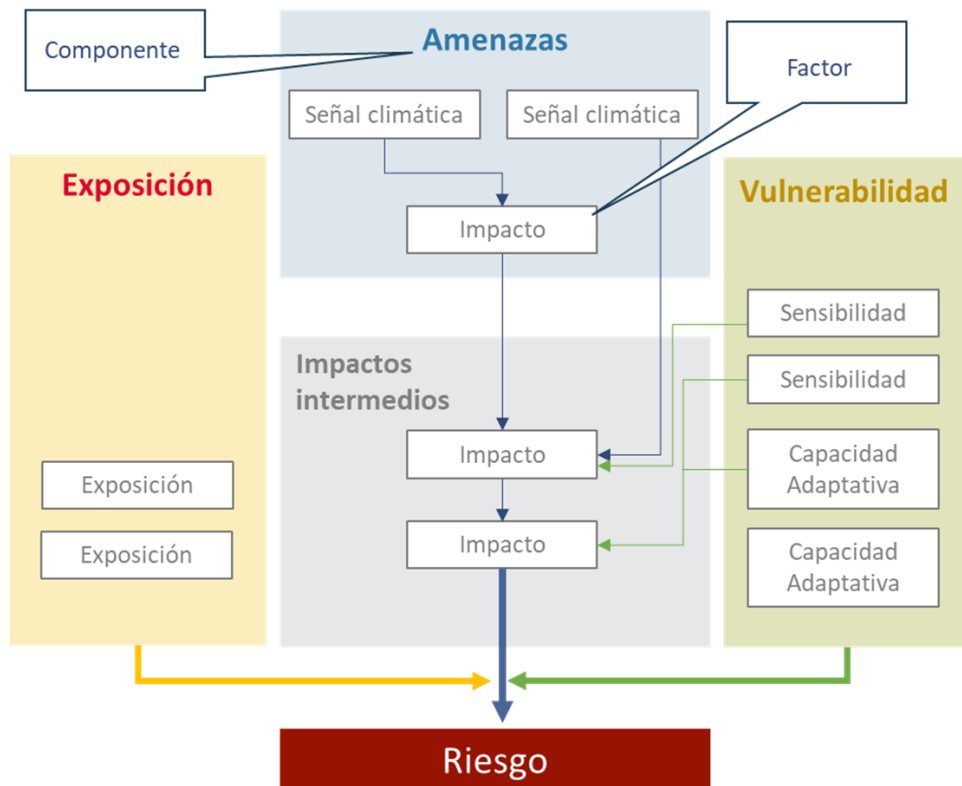 Componente
Amenazas
Factor
Señal climática
Señal climática
Exposición
Vulnerabilidad
Impacto
Sensibilidad
Impactos
intermedios
Sensibilidad
Impacto
Capacidad
Adaptativa
Exposición
Impacto
Exposición
Capacidad
Adaptativa
Riesgo